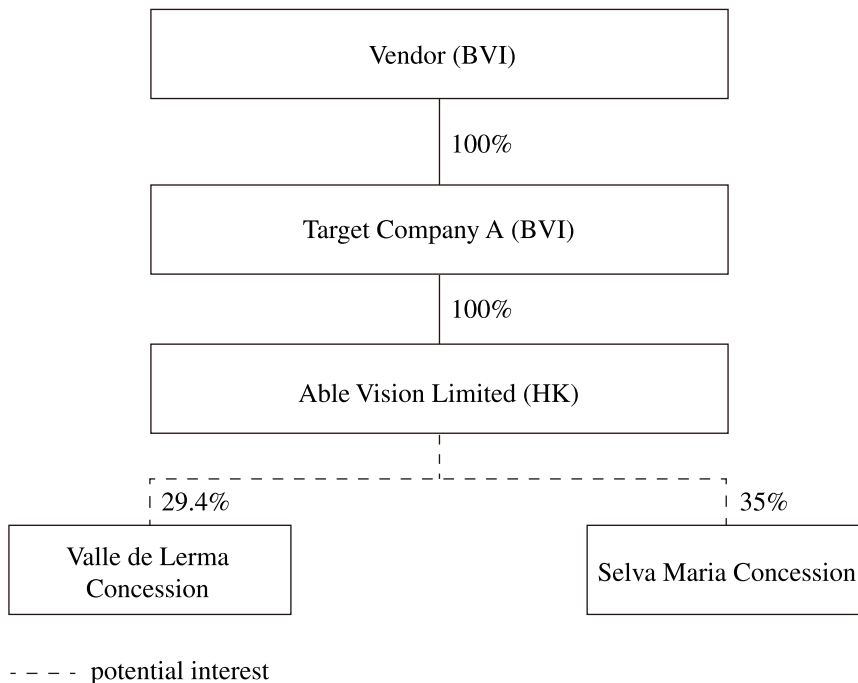 Vendor (BVI)
100%
Target Company A (BVI)
100%
Able Vision Limited (HK)
29.4%
35%
Valle de Lerma
Concession
Selva Maria Concession
potential interest